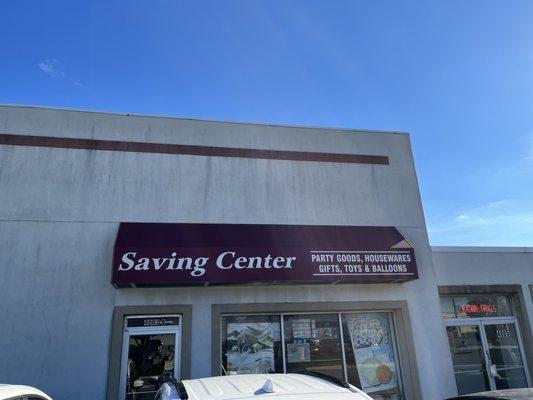 Saving Center
PARTY GOODS, HOUSEWARES
GIFTS, TOYS & BALLOONS